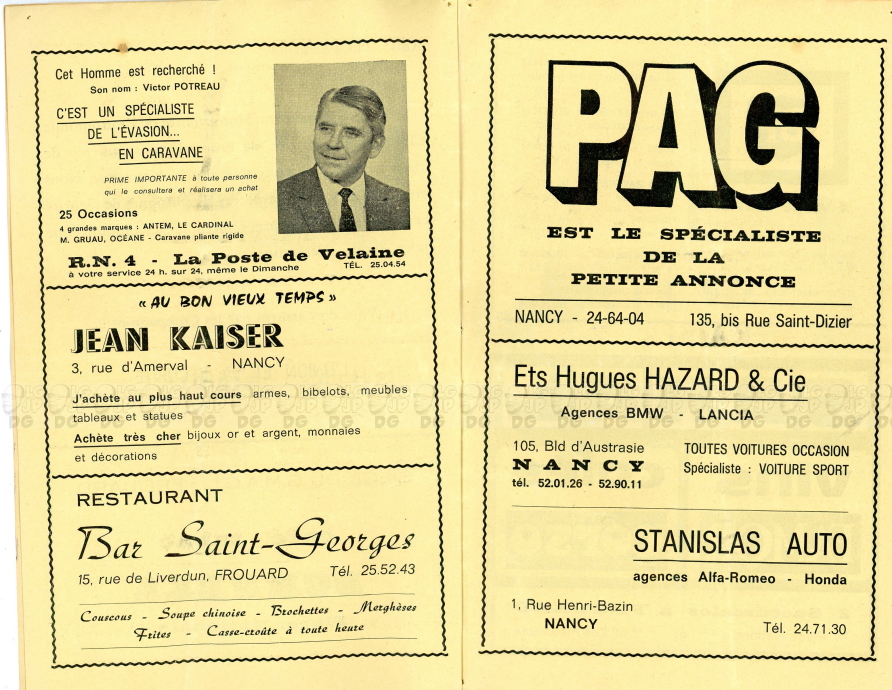 Cet Homme est recherché !
Son nom : Victor POTREAU
C'EST UN SPÉCIALISTE
DE L'ÉVASION...
EN CARAVANE
PRIME IMPORTANTE à toute personne
qui le consultera et réalisera un achat
25 Occasions
4 grandes marques : ANTEM, LE CARDINAL
M. GRUAU, OCÉANE - Caravane pliante rigide
R.N. 4 - La Poste de Velaine
à votre service 24 h. sur 24, même le Dimanche TÉL. 25.04.54
« AU BON VIEUX TEMPS »
JEAN KAISER
3, rue d'Amerval - NANCY
J'achète au plus haut cours armes, bibelots, meubles
tableaux et statues
Achète très cher bijoux or et argent, monnaies
et décorations
RESTAURANT
Bar Saint-Georges
15, rue de Liverdun, FROUARD Tél. 25.52.43
Couscous - Soupe chinoise - Brochettes - Merghèses
Frites - Casse-croûte à toute heure
PAG
EST LE SPÉCIALISTE
DE LA
PETITE ANNONCE
NANCY - 24-64-04 135, bis Rue Saint-Dizier
Ets Hugues HAZARD & Cie
Agences BMW - LANCIA
105, Bld d'Austrasie TOUTES VOITURES OCCASION
NANCY Spécialiste : VOITURE SPORT
tél. 52.01.26 - 52.90.11
STANISLAS AUTO
agences Alfa-Romeo - Honda
1, Rue Henri-Bazin
NANCY Tél. 24.71.30